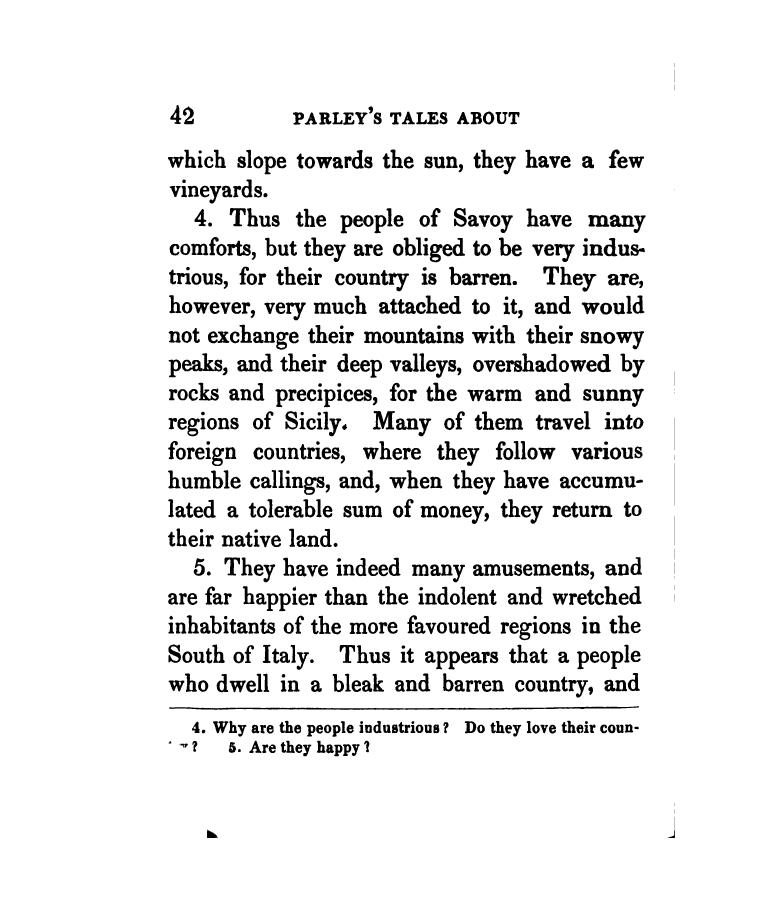 42 PARLEY'S TALES ABOUT
which slope towards the sun, they have a few
vineyards.
4. Thus the people of Savoy have many
comforts, but they are obliged to be very indus-
trious, for their country is barren. They are,
however, very much attached to it, and would
not exchange their mountains with their snowy
peaks, and their deep valleys, overshadowed by
rocks and precipices, for the warm and sunny
regions of Sicily. Many of them travel into
foreign countries, where they follow various
humble callings, and, when they have accumu-
lated a tolerable sum of money, they return to
their native land.
5. They have indeed many amusements, and
are far happier than the indolent and wretched
inhabitants of the more favoured regions in the
South of Italy. Thus it appears that a people
who dwell in a bleak and barren country, and
4. Why are the people industrious? Do they love their coun-
? 5. Are they happy?